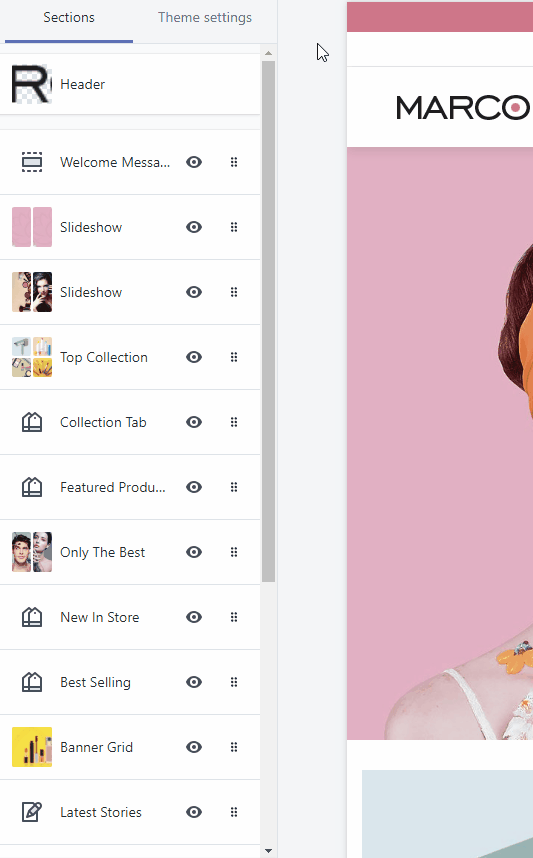 Sections
Theme settings
Header
Welcome Messa...
Slideshow
Slideshow
Top Collection
Collection Tab
Featured Produ...
Only The Best
New In Store
Best Selling
Banner Grid
Latest Stories
MARCO